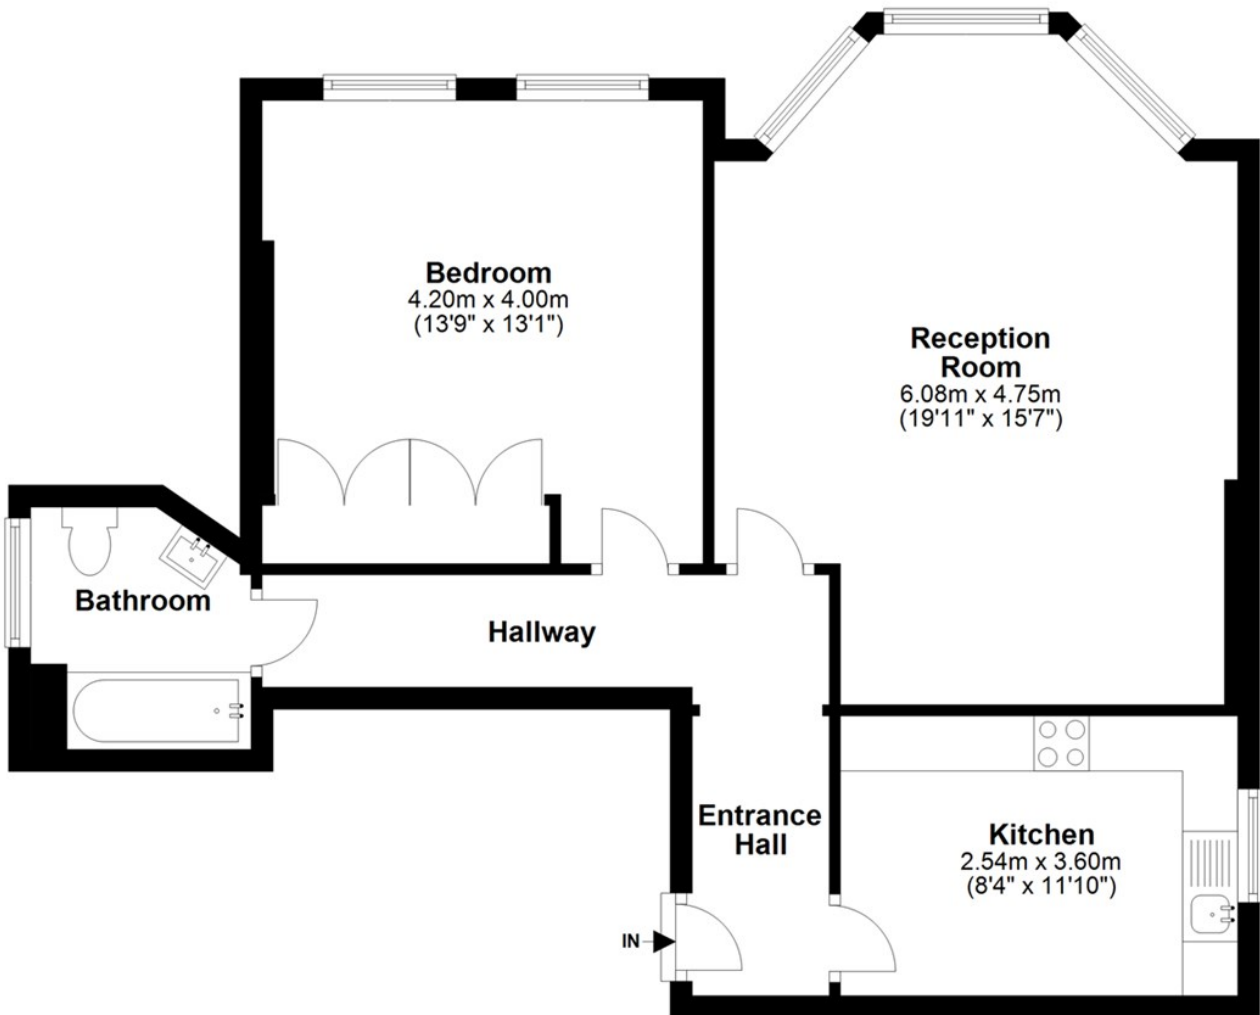 Bedroom
4.20m x 4.00m
(13'9" x 13'1")
Reception
Room
6.08m x 4.75m
(19'11" x 15'7")
Bathroom
Hallway
Entrance
Hall
Kitchen
2.54m x 3.60m
(8'4" x 11'10")
IN